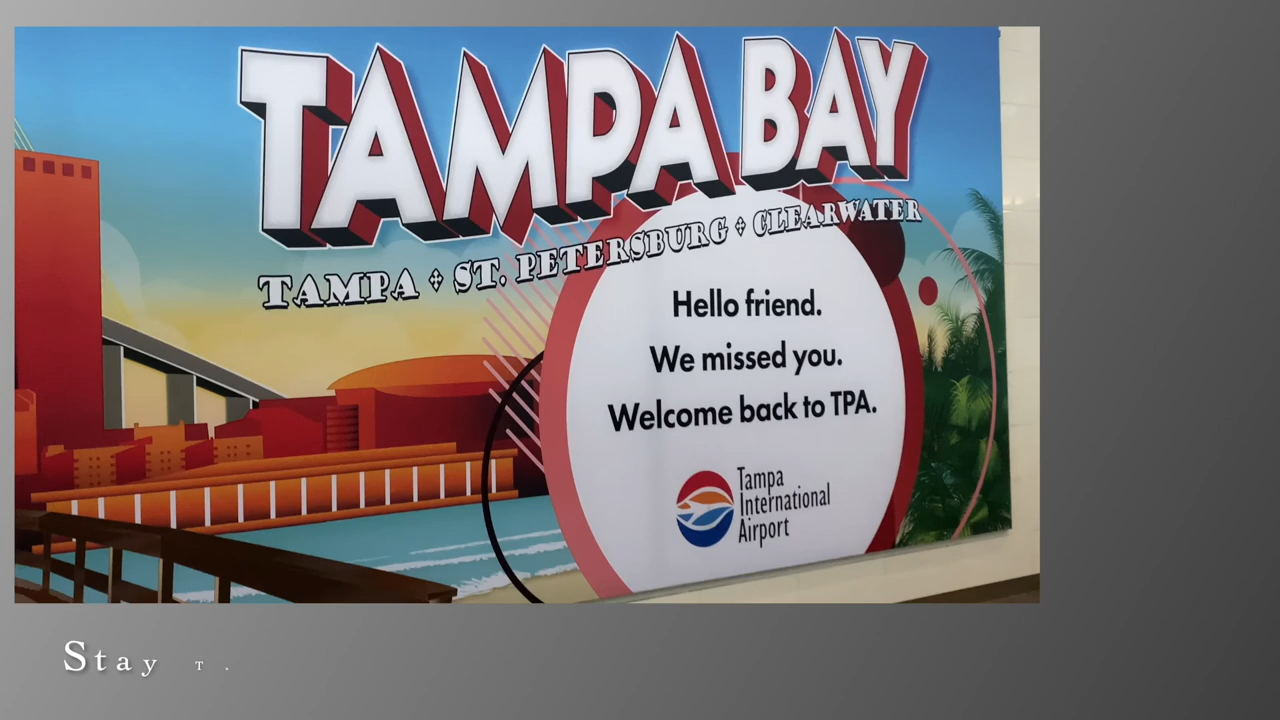 TAMPA BAY
TAMPA ST. PETERSBURG CLEARWATER
Hello friend.
We missed you.
Welcome back to TPA.
Tampa
International
Airport
Stay T .